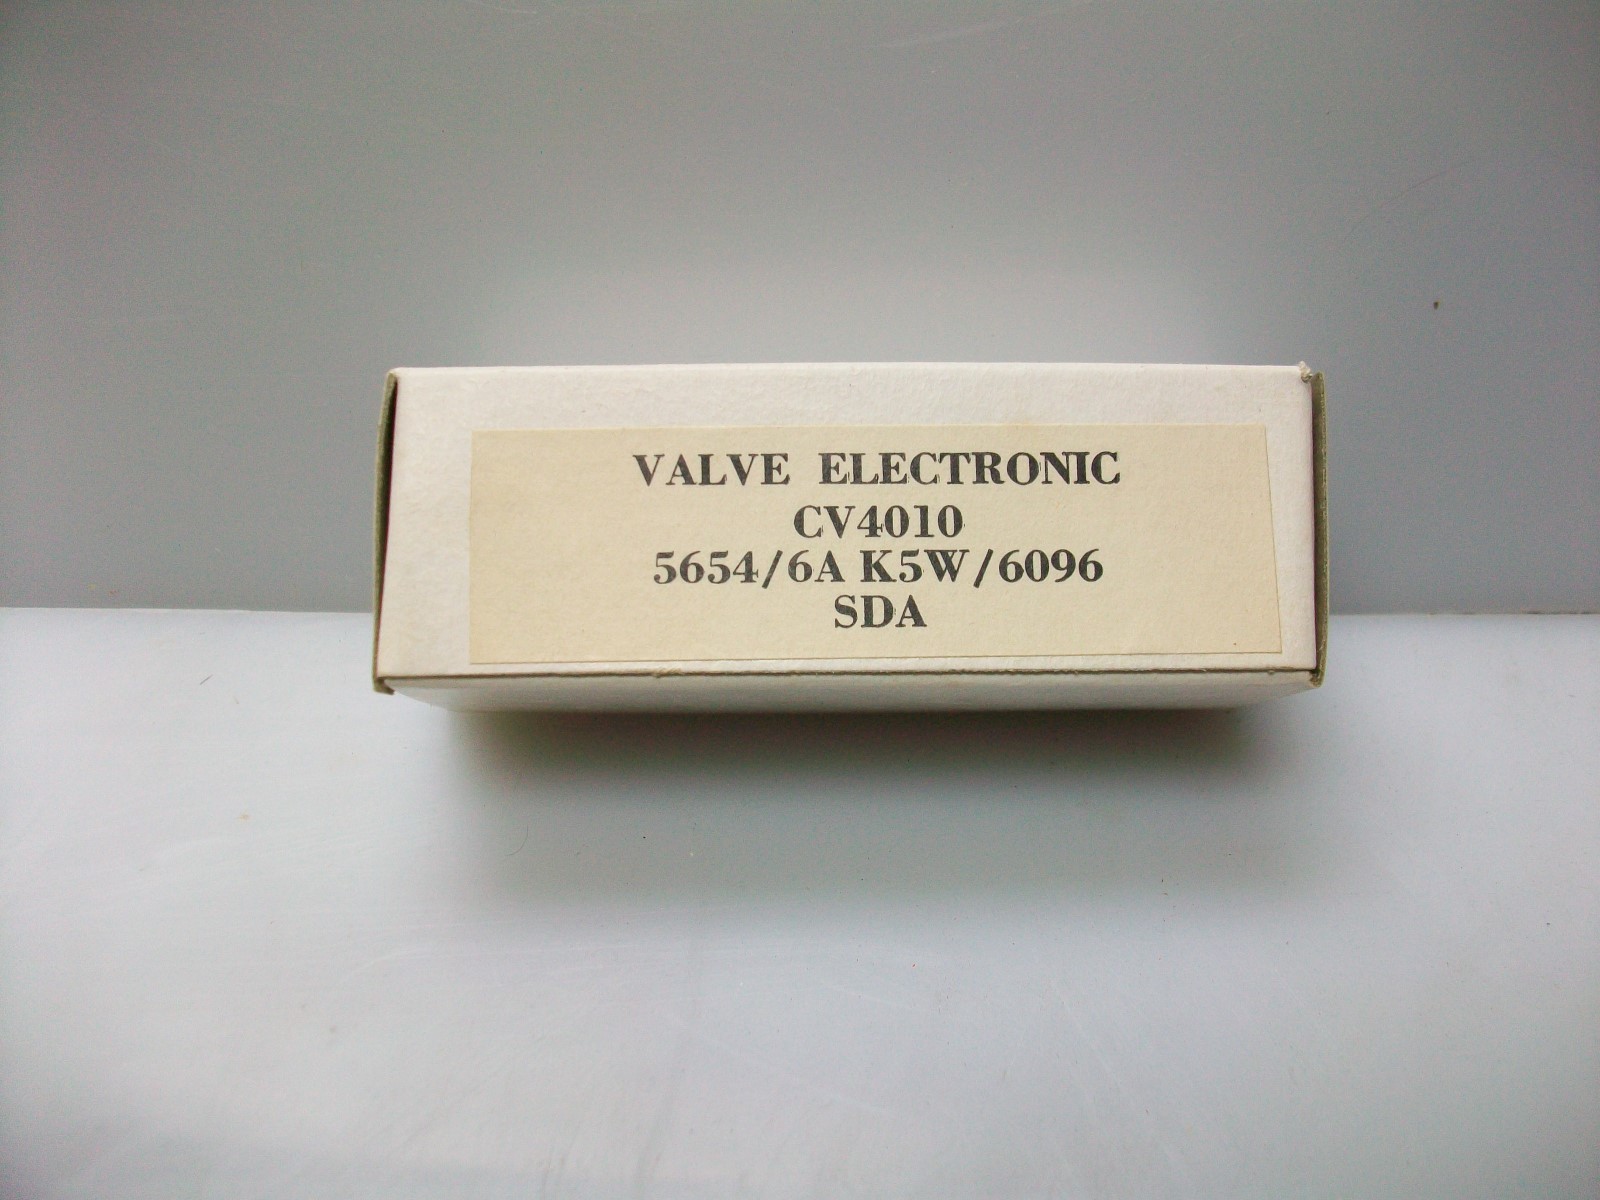 VALVE ELECTRONIC
CV4010
5654/6A K5W/6096
SDA